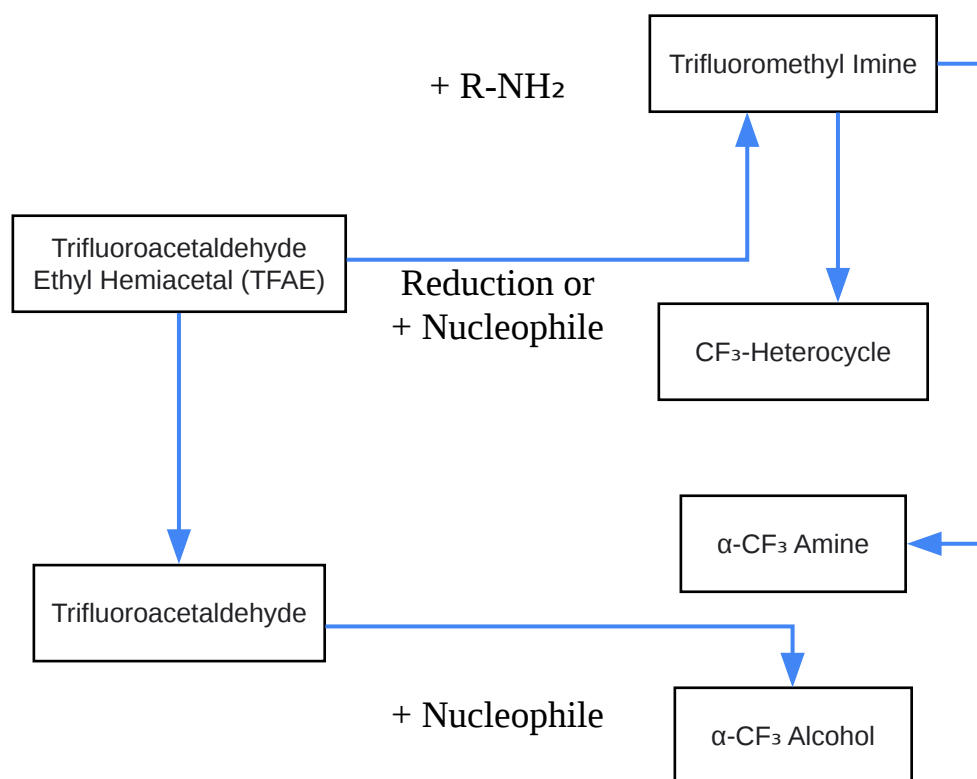 Trifluoromethyl Imine
+ R-NH₂
Trifluoroacetaldehyde
Ethyl Hemiacetal (TFAE)
Reduction or
+ Nucleophile
CF₃-Heterocycle
α-CF₃ Amine
Trifluoroacetaldehyde
+ Nucleophile
α-CF₃ Alcohol